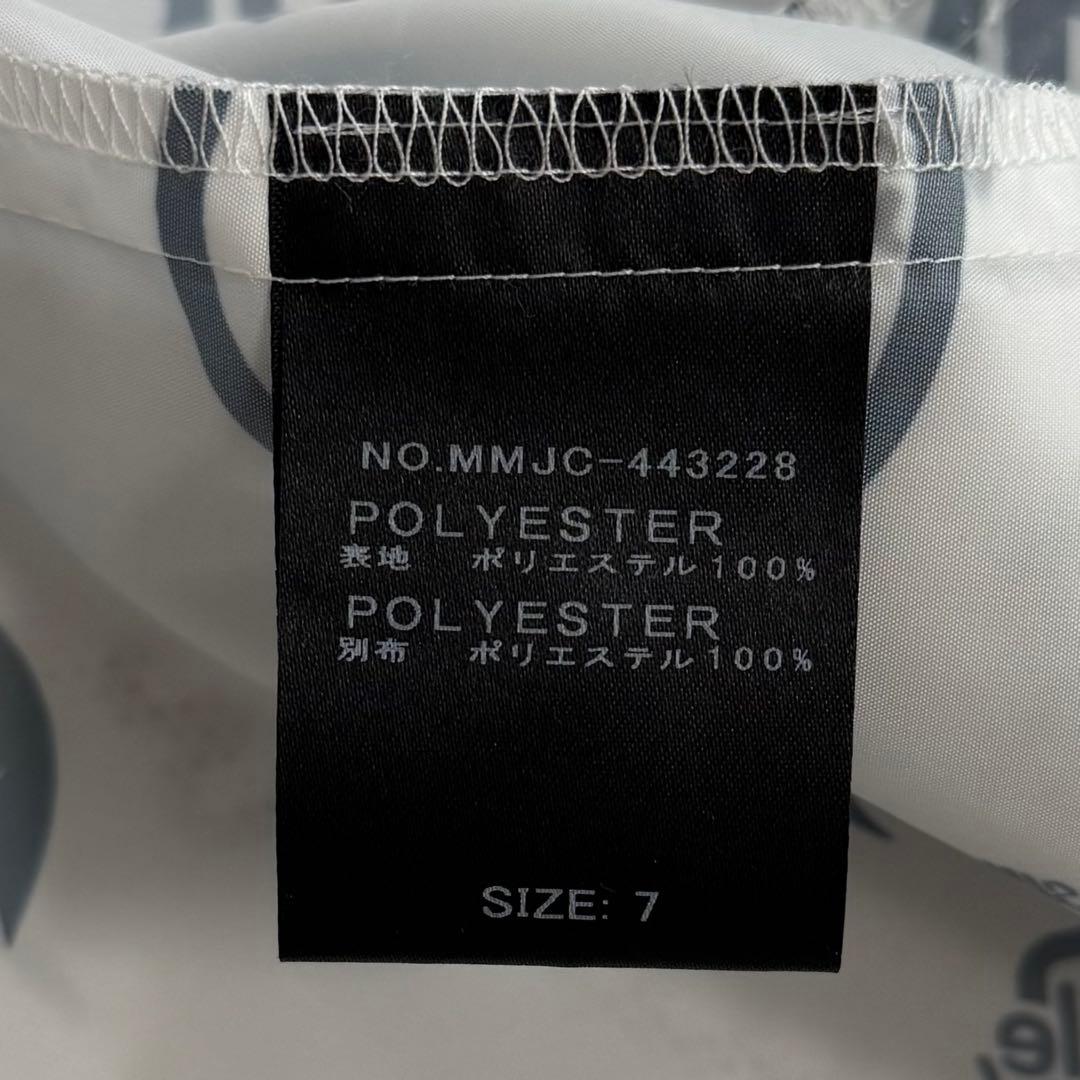 NO.MMJC-443228
POLYESTER
表地 ポリエステル100%
POLYESTER
別布 ポリエステル100%
SIZE: 7